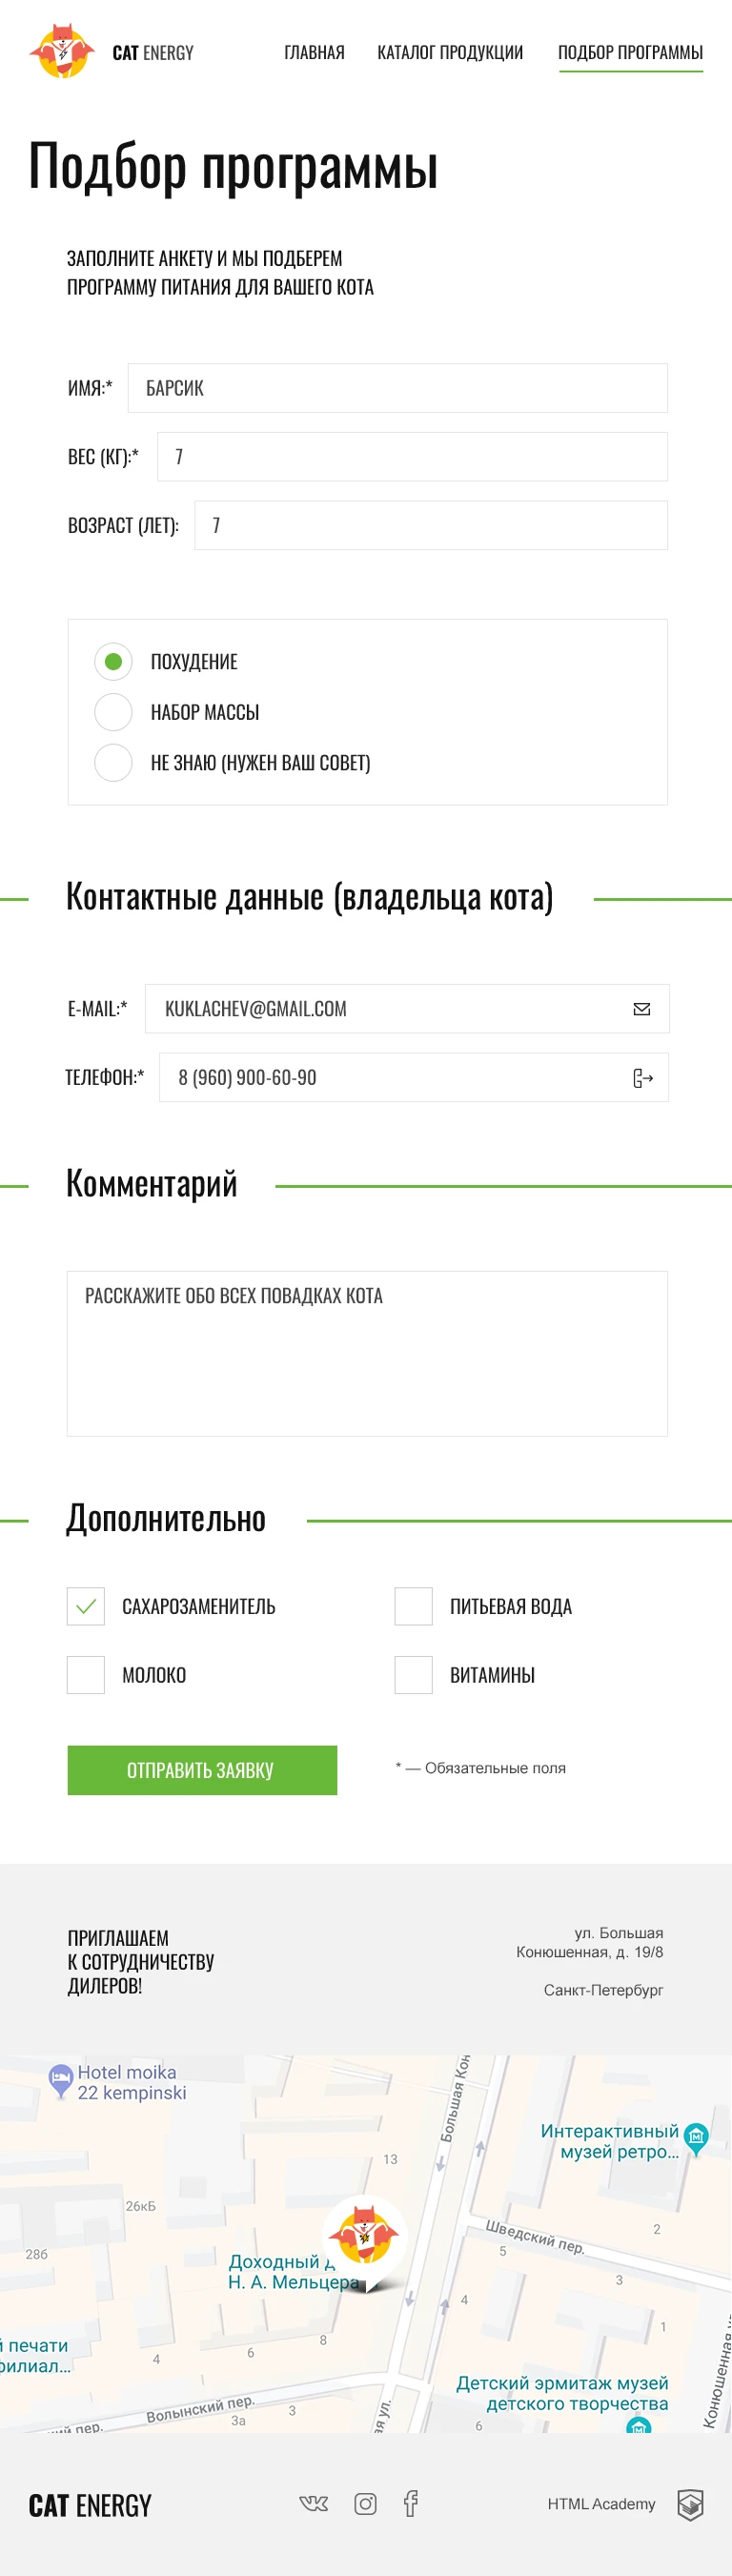 CAT ENERGY
ГЛАВНАЯ
КАТАЛОГ ПРОДУКЦИИ
ПОДБОР ПРОГРАММЫ
Подбор программы
ЗАПОЛНИТЕ АНКЕТУ И МЫ ПОДБЕРЕМ
ПРОГРАММУ ПИТАНИЯ ДЛЯ ВАШЕГО КОТА
ИМЯ:* БАРСИК
ВЕС (КГ):* 7
ВОЗРАСТ (ЛЕТ): 7
ПОХУДЕНИЕ
НАБОР МАССЫ
НЕ ЗНАЮ (НУЖЕН ВАШ СОВЕТ)
Контактные данные (владельца кота)
E-MAIL:* KUKLACHEV@GMAIL.COM
ТЕЛЕФОН:* 8 (960) 900-60-90
Комментарий
РАССКАЖИТЕ ОБО ВСЕХ ПОВАДКАХ КОТА
Дополнительно
САХАРОЗАМЕНИТЕЛЬ
ПИТЬЕВАЯ ВОДА
МОЛОКО
ВИТАМИНЫ
ОТПРАВИТЬ ЗАЯВКУ
* — Обязательные поля
ПРИГЛАШАЕМ
К СОТРУДНИЧЕСТВУ
ДИЛЕРОВ!
ул. Большая
Конюшенная, д. 19/8
Санкт-Петербург
Hotel moika
22 kempinski
Большая Кон
Интерактивный
музей ретро...
13
26кБ
28б
Шведский пер.
2
5
3
Доходный д
Н. А. Мельцера
4
1
8
6
4
й печати
филиал...
Детский эрмитаж музей
детского творчества
Конюшенная у
Волынский пер.
3
3а
6
ский пер.
ая ул.
CAT ENERGY
HTML Academy